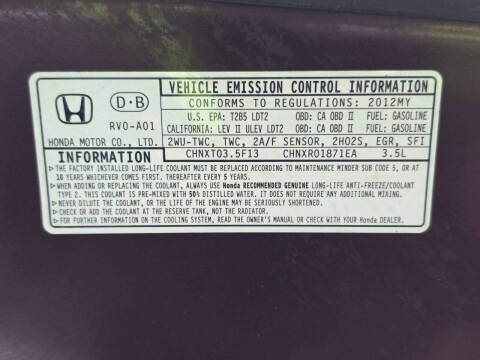 VEHICLE EMISSION CONTROL INFORMATION
CONFORMS TO REGULATIONS: 2012MY
D·B
U.S. EPA: T2B5 LDT2 OBD: CA OBD II FUEL: GASOLINE
RV0-A01
CALIFORNIA: LEV II ULEV LDT2 OBD: CA OBD II FUEL: GASOLINE
HONDA MOTOR CO., LTD.
2WU-TWC, TWC, 2A/F SENSOR, 2HO2S, EGR, SFI
INFORMATION
CHNXT03.5F13 CHNXR01871EA 3.5L
▷THE FACTORY INSTALLED LONG-LIFE COOLANT MUST BE REPLACED ACCORDING TO MAINTENANCE MINDER SUB CODE 5, OR AT
10 YEARS WHICHEVER COMES FIRST. THEREAFTER EVERY 5 YEARS.
▷WHEN ADDING OR REPLACING THE COOLANT, ALWAYS USE Honda RECOMMENDED GENUINE LONG-LIFE ANTI-FREEZE/COOLANT
TYPE 2. THIS COOLANT IS PRE-MIXED WITH 50% DISTILLED WATER. IT DOES NOT REQUIRE ANY ADDITIONAL MIXING.
▷NEVER DILUTE THE COOLANT, OR THE LIFE OF THE ENGINE MAY BE SERIOUSLY SHORTENED.
▷CHECK AND ADD COOLANT AT THE RESERVE TANK, NOT THE RADIATOR.
▷FOR FURTHER INFORMATION ON THE COOLING SYSTEM, READ THE OWNER'S MANUAL OR CHECK WITH YOUR Honda DEALER.